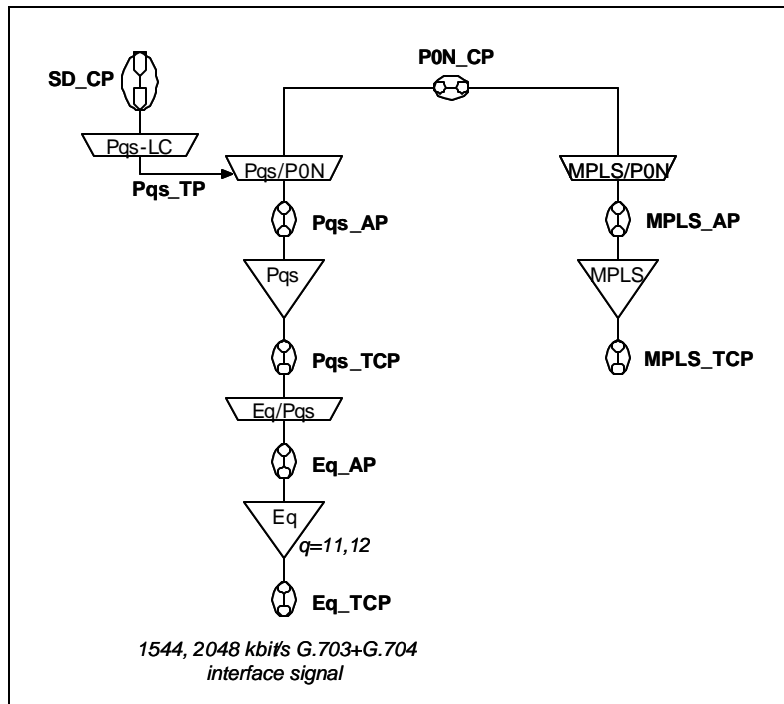 P0N_CP
SD_CP
Pqs-LC
Pqs/P0N
MPLS/P0N
Pqs_TP
Pqs_AP
MPLS_AP
Pqs
MPLS
Pqs_TCP
MPLS_TCP
Eq/Pqs
Eq_AP
Eq
q=11,12
Eq_TCP
1544, 2048 kbit/s G.703+G.704
interface signal